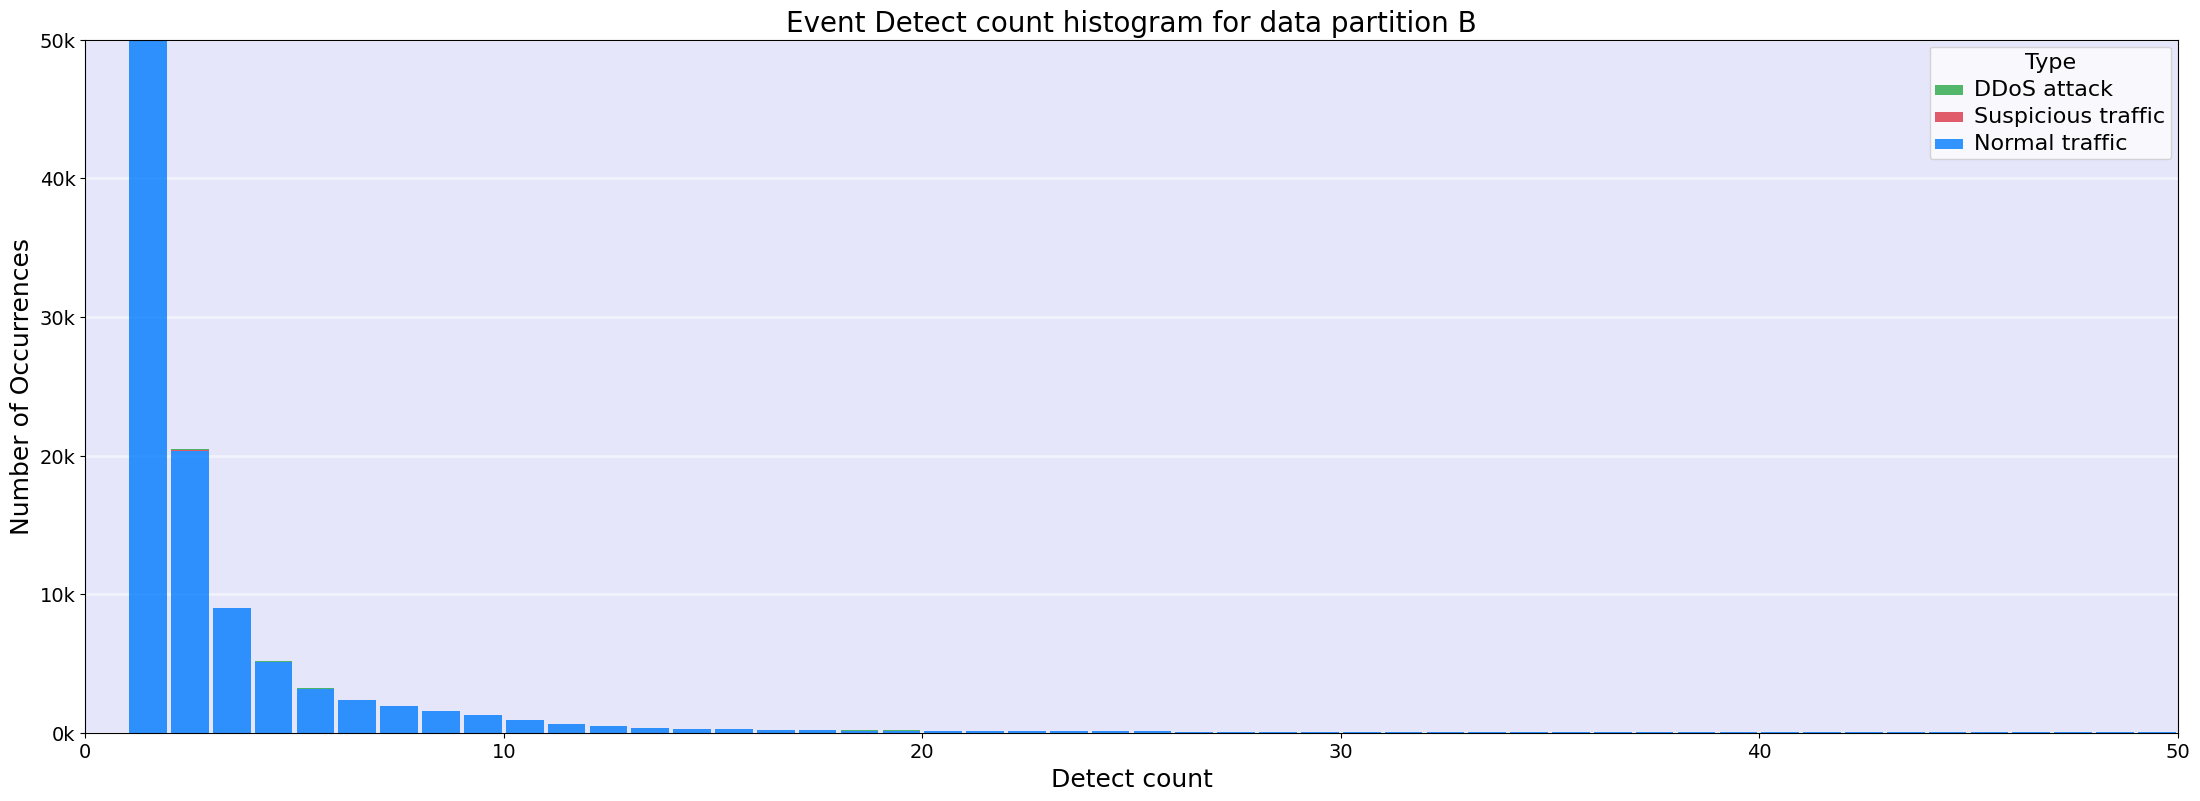 Event Detect count histogram for data partition B
50k
40k
30k
20k
10k
0k
Number of Occurrences
Type
DDoS attack
Suspicious traffic
Normal traffic
0
10
20
30
40
50
Detect count